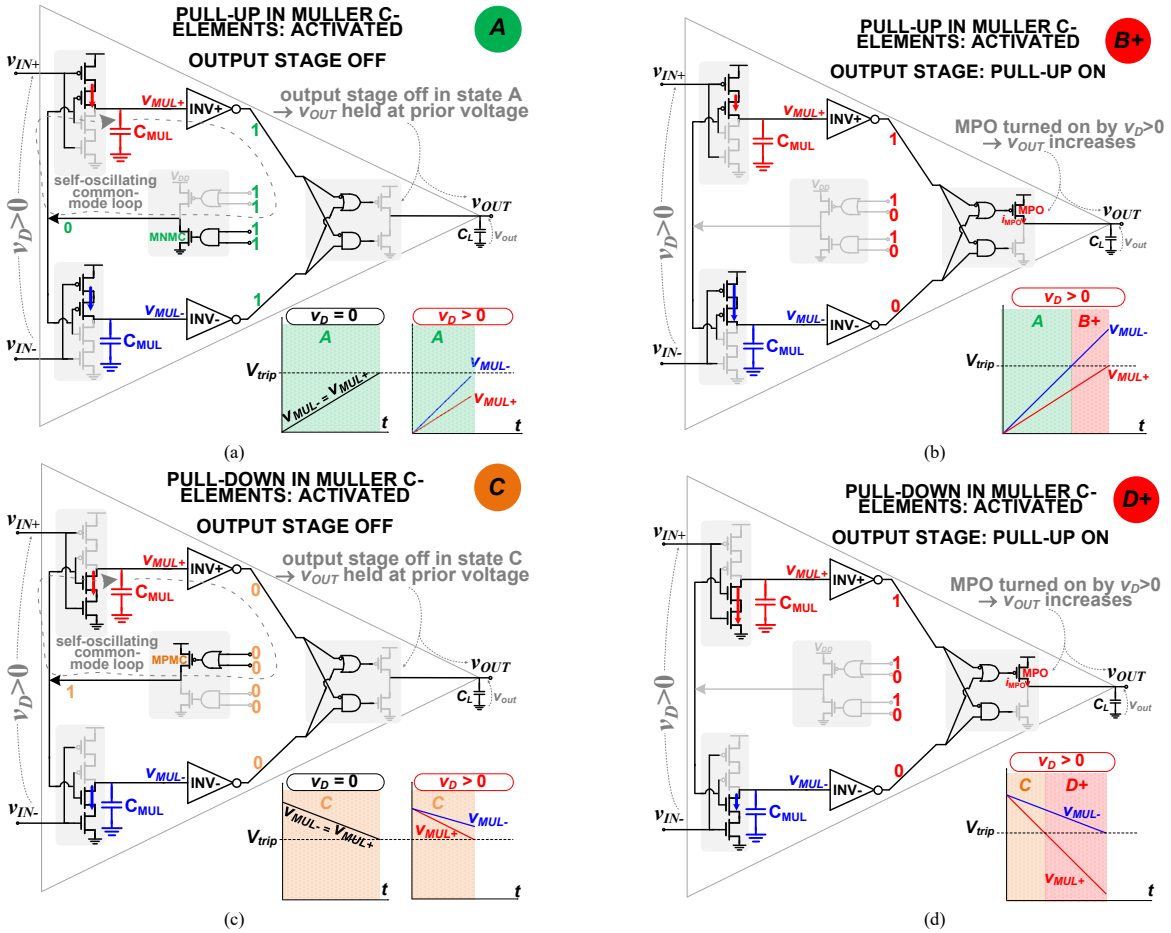 PULL-UP IN MULLER C-
ELEMENTS: ACTIVATED
A
OUTPUT STAGE OFF
vIN+
vMUL+
INV+
output stage off in state A
→ vOUT held at prior voltage
CMUL
1
self-oscillating
common-
mode loop
VDD
1
1
vD>0
0
MNMC
1
1
vOUT
CL
vout
1
vMUL-
INV-
CMUL
vIN-
vD = 0
vD > 0
A
A
Vtrip
vMUL- = vMUL+
vMUL-
vMUL+
t
t
(a)
PULL-UP IN MULLER C-
ELEMENTS: ACTIVATED
B+
OUTPUT STAGE: PULL-UP ON
vIN+
vMUL+
INV+
CMUL
1
MPO turned on by vD>0
→ vOUT increases
VDD
1
0
1
0
vD>0
MPO
iMPO
vOUT
CL
vout
0
vMUL-
INV-
CMUL
vIN-
vD > 0
A
B+
vMUL-
Vtrip
vMUL+
t
(b)
PULL-DOWN IN MULLER C-
ELEMENTS: ACTIVATED
C
OUTPUT STAGE OFF
vIN+
vMUL+
INV+
output stage off in state C
→ vOUT held at prior voltage
CMUL
0
self-oscillating
common-
mode loop
MPMC
0
0
vD>0
1
0
0
vOUT
CL
vout
0
vMUL-
INV-
CMUL
vIN-
vD = 0
vD > 0
C
C
vMUL- = vMUL+
vMUL-
vMUL+
Vtrip
t
t
(c)
PULL-DOWN IN MULLER C-
ELEMENTS: ACTIVATED
D+
OUTPUT STAGE: PULL-UP ON
vIN+
vMUL+
INV+
CMUL
1
MPO turned on by vD>0
→ vOUT increases
VDD
1
0
1
0
vD>0
MPO
iMPO
vOUT
CL
vout
0
vMUL-
INV-
CMUL
vIN-
vD > 0
C
D+
vMUL-
Vtrip
vMUL+
t
(d)